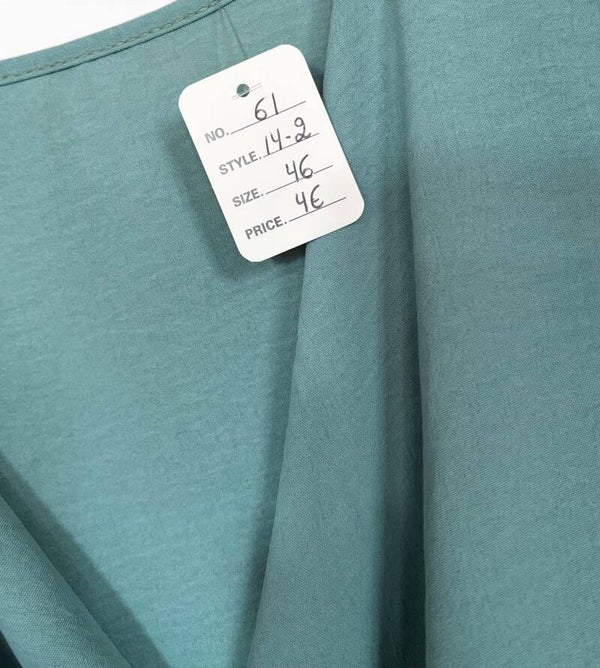 NO. 61
STYLE. 14-2
SIZE. 46
PRICE. 4€